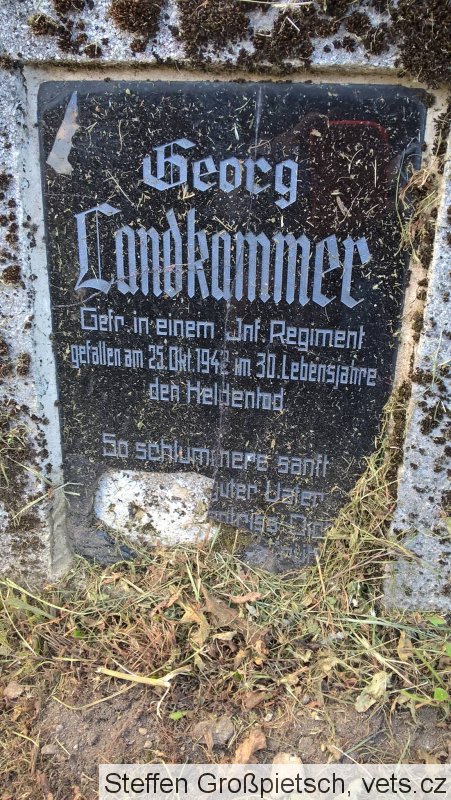 Georg
Landkammer
Gefr. in einem Inf. Regiment
gefallen am 25. Okt. 1942 im 30. Lebensjahre
den Heldentod
So schlummere sanft
guter Vater
Steffen Großpietsch, vets.cz